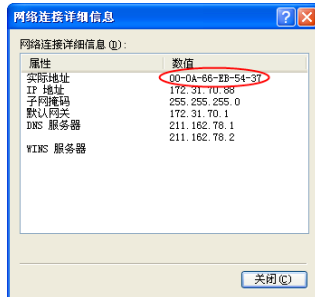 网络连接详细信息
网络连接详细信息(D):
属性 数值
实际地址 00-0A-66-EB-54-37
IP 地址 172.31.70.88
子网掩码 255.255.255.0
默认网关 172.31.70.1
DNS 服务器 211.162.78.1
211.162.78.2
WINS 服务器
关闭(C)